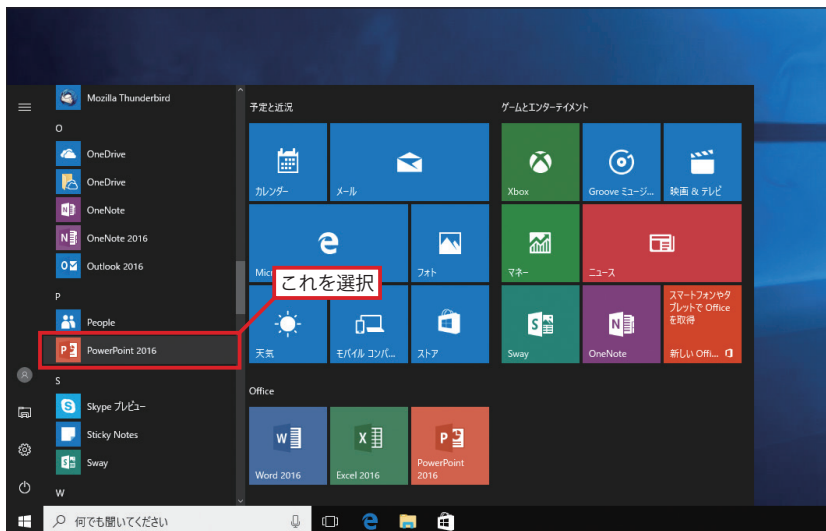 Mozilla Thunderbird
O
OneDrive
OneDrive
OneNote
OneNote 2016
Outlook 2016
P
People
PowerPoint 2016
S
Skype プレビュー
Sticky Notes
Sway
W
これを選択
予定と近況
カレンダー
メール
フォト
天気
モバイル コンパ...
ストア
Office
Word 2016
Excel 2016
PowerPoint
2016
ゲームとエンターテイメント
Xbox
Groove ミュージ...
映画 & テレビ
マネー
ニュース
Sway
OneNote
スマートフォンやタ
ブレットで Office
を取得
新しい Offi...
何でも聞いてください